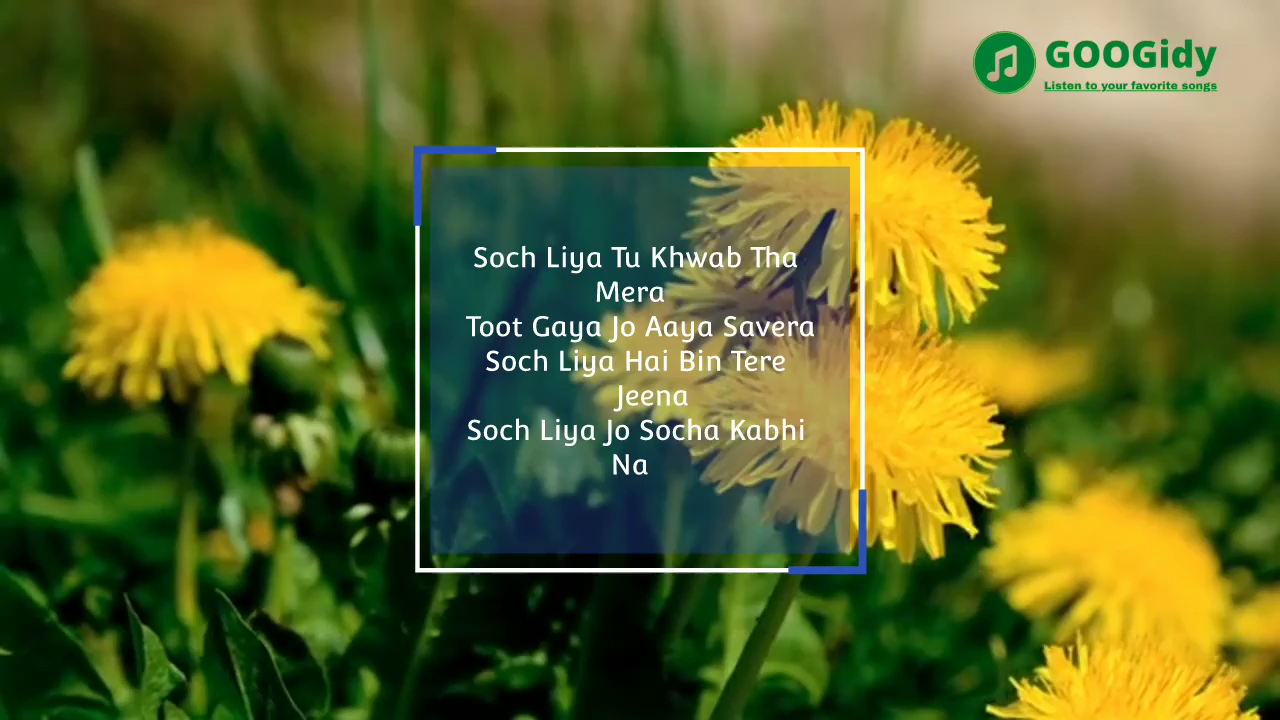 GOOGidy
Listen to your favorite songs
Soch Liya Tu Khwab Tha
Mera
Toot Gaya Jo Aaya Savera
Soch Liya Hai Bin Tere
Jeena
Soch Liya Jo Socha Kabhi
Na